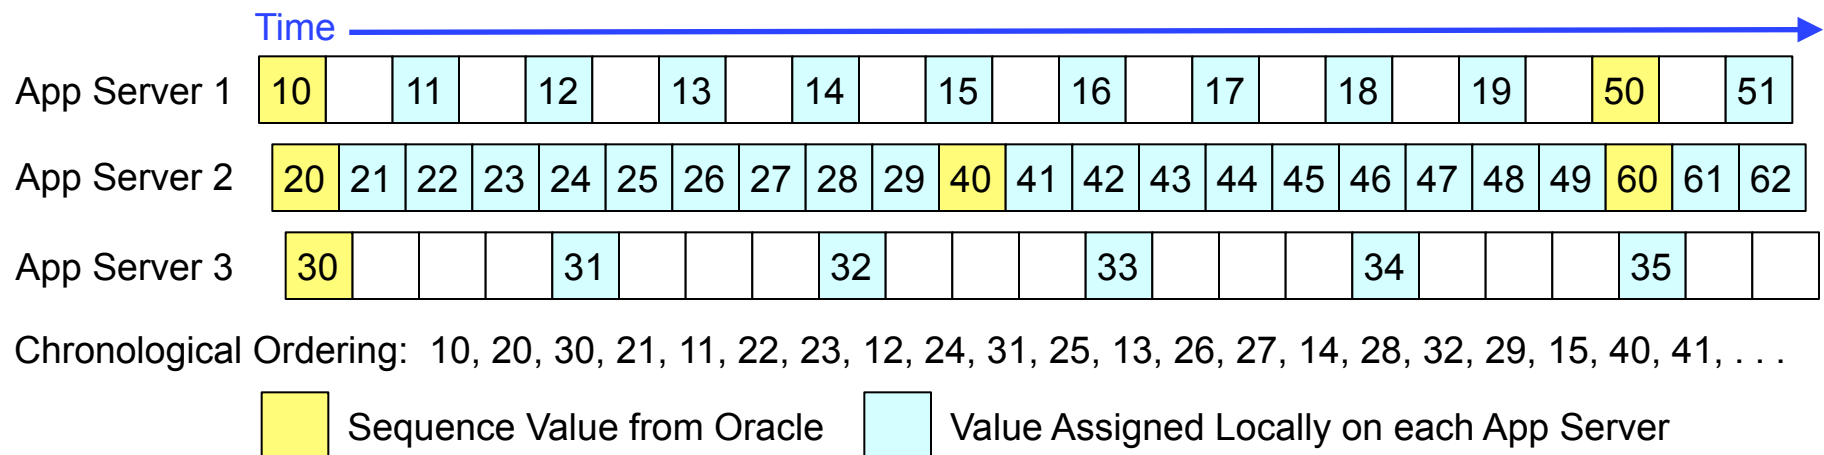 Time
App Server 1 10 11 12 13 14 15 16 17 18 19 50 51
App Server 2 20 21 22 23 24 25 26 27 28 29 40 41 42 43 44 45 46 47 48 49 60 61 62
App Server 3 30 31 32 33 34 35
Chronological Ordering: 10, 20, 30, 21, 11, 22, 23, 12, 24, 31, 25, 13, 26, 27, 14, 28, 32, 29, 15, 40, 41, . . .
Sequence Value from Oracle Value Assigned Locally on each App Server